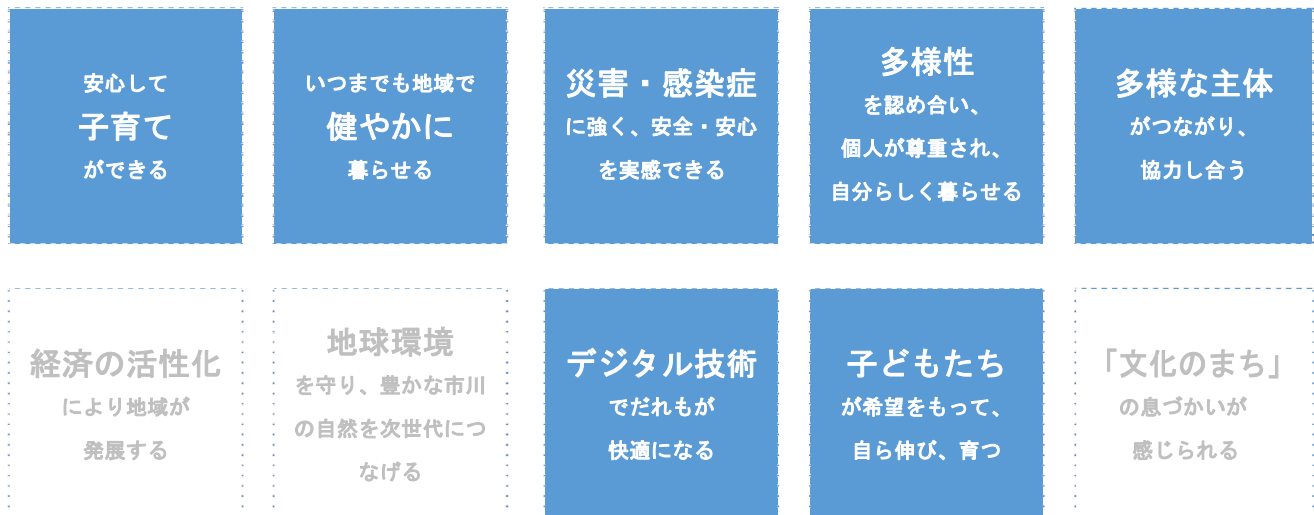 安心して
子育て
ができる
いつまでも地域で
健やかに
暮らせる
災害・感染症
に強く、安全・安心
を実感できる
多様性
を認め合い、
個人が尊重され、
自分らしく暮らせる
多様な主体
がつながり、
協力し合う
経済の活性化
により地域が
発展する
地球環境
を守り、豊かな市川
の自然を次世代につ
なげる
デジタル技術
でだれもが
快適になる
子どもたち
が希望をもって、
自ら伸び、育つ
「文化のまち」
の息づかいが
感じられる